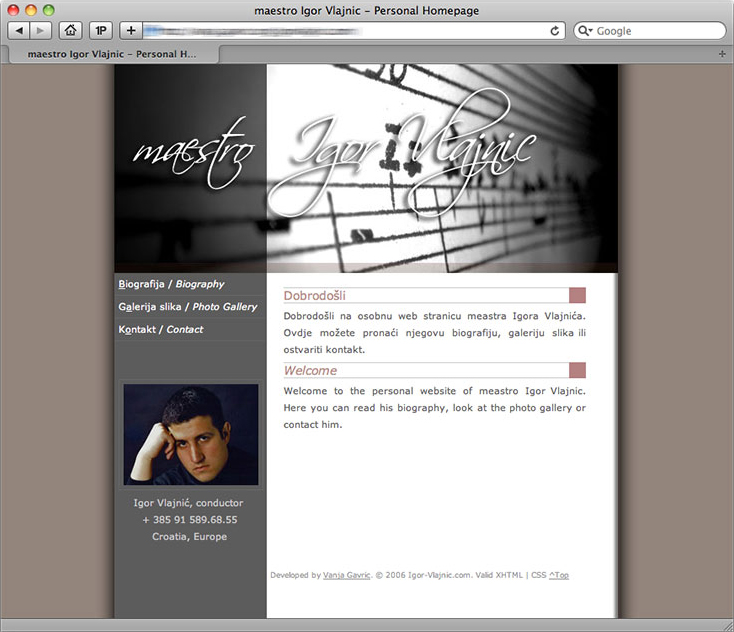 maestro Igor Vlajnic - Personal Homepage
1P
Google
maestro Igor Vlajnic - Personal H...
maestro Igor Vlajnic
Biografija / Biography
Galerija slika / Photo Gallery
Kontakt / Contact
Igor Vlajnić, conductor
+ 385 91 589.68.55
Croatia, Europe
Dobrodošli
Dobrodošli na osobnu web stranicu meastra Igora Vlajnića.
Ovdje možete pronaći njegovu biografiju, galeriju slika ili
ostvariti kontakt.
Welcome
Welcome to the personal website of meastro Igor Vlajnic.
Here you can read his biography, look at the photo gallery or
contact him.
Developed by Vanja Gavric. © 2006 Igor-Vlajnic.com. Valid XHTML | CSS ^Top